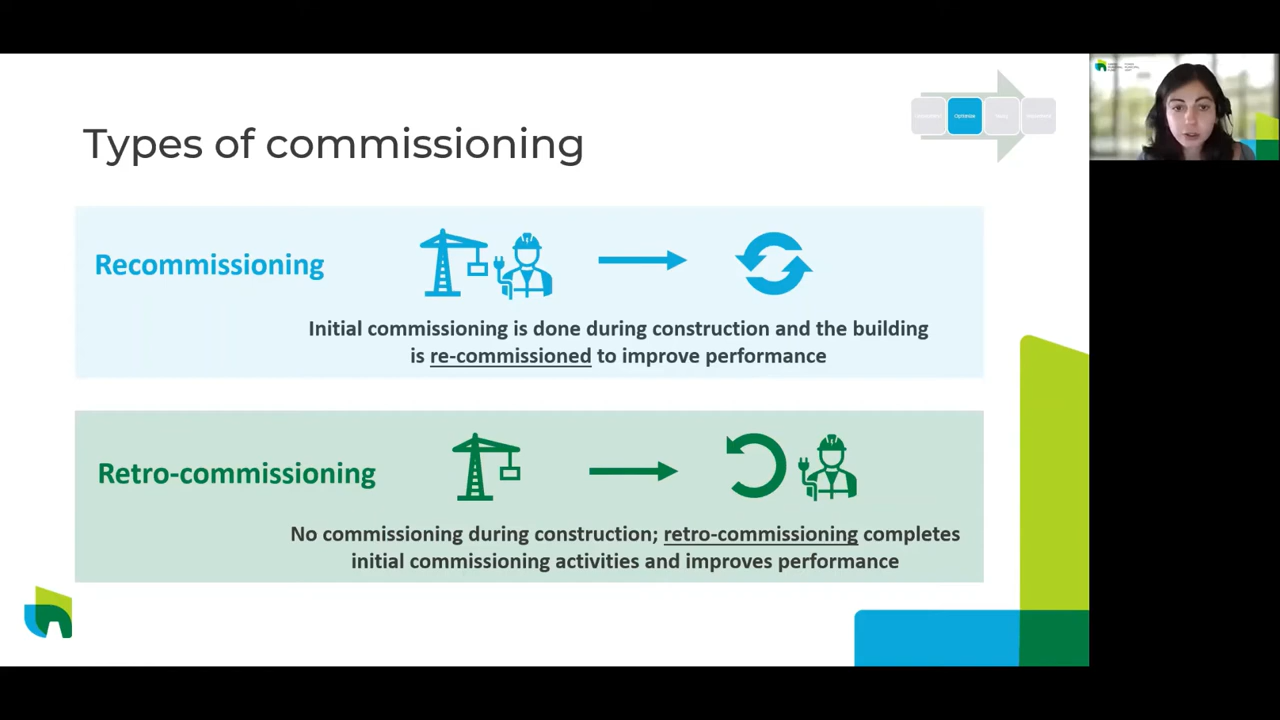 Types of commissioning
Optimize
Recommissioning
Initial commissioning is done during construction and the building
is re-commissioned to improve performance
Retro-commissioning
No commissioning during construction; retro-commissioning completes
initial commissioning activities and improves performance